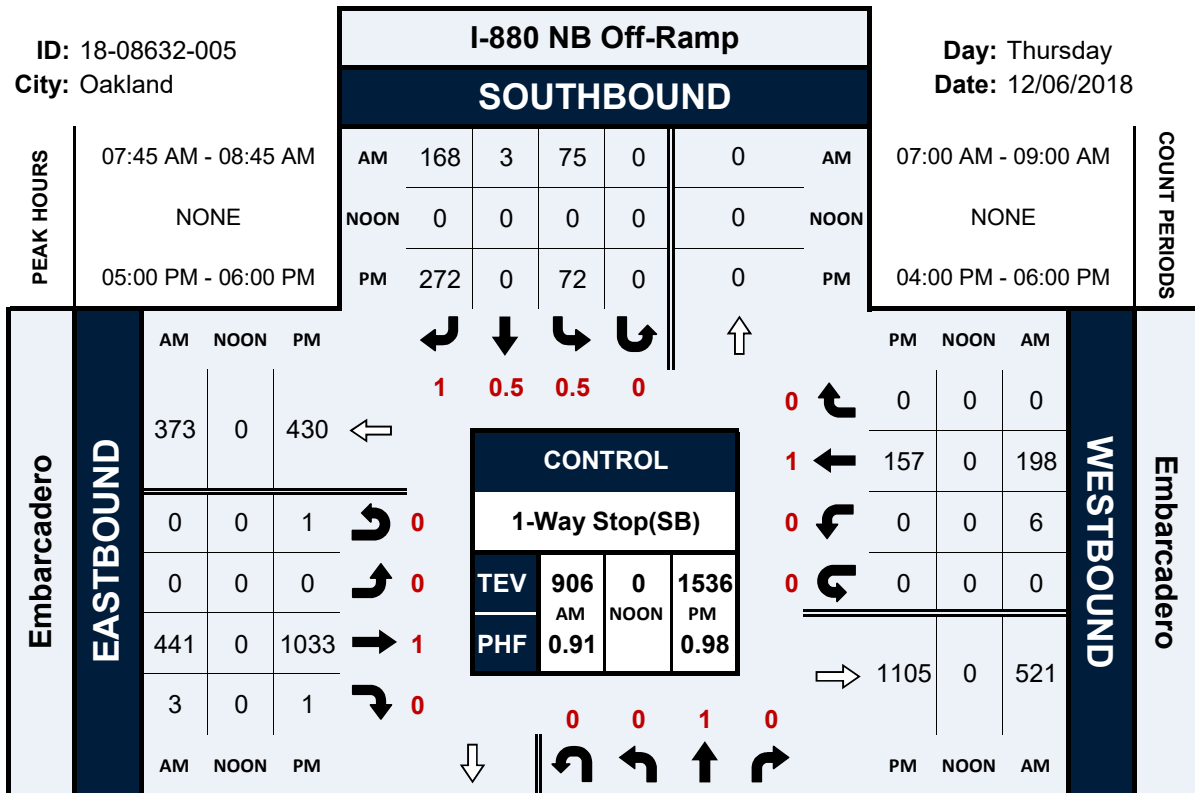 I-880 NB Off-Ramp
ID: 18-08632-005
Day: Thursday
City: Oakland
Date: 12/06/2018
SOUTHBOUND
PEAK HOURS
07:45 AM - 08:45 AM
AM 168 3 75 0 0 AM
07:00 AM - 09:00 AM
COUNT PERIODS
NONE
NOON 0 0 0 0 0 NOON
NONE
05:00 PM - 06:00 PM
PM 272 0 72 0 0 PM
04:00 PM - 06:00 PM
1 0.5 0.5 0
Embarcadero
EASTBOUND
AM NOON PM
373 0 430
0 0 1 0
0 0 0 0
441 0 1033 1
3 0 1 0
AM NOON PM
CONTROL
1-Way Stop(SB)
TEV 906 0 1536
AM NOON PM
PHF 0.91 0.98
PM NOON AM
0 0 0 0
1 157 0 198
0 0 0 6
0 0 0 0
1105 0 521
PM NOON AM
WESTBOUND
Embarcadero
0 0 1 0